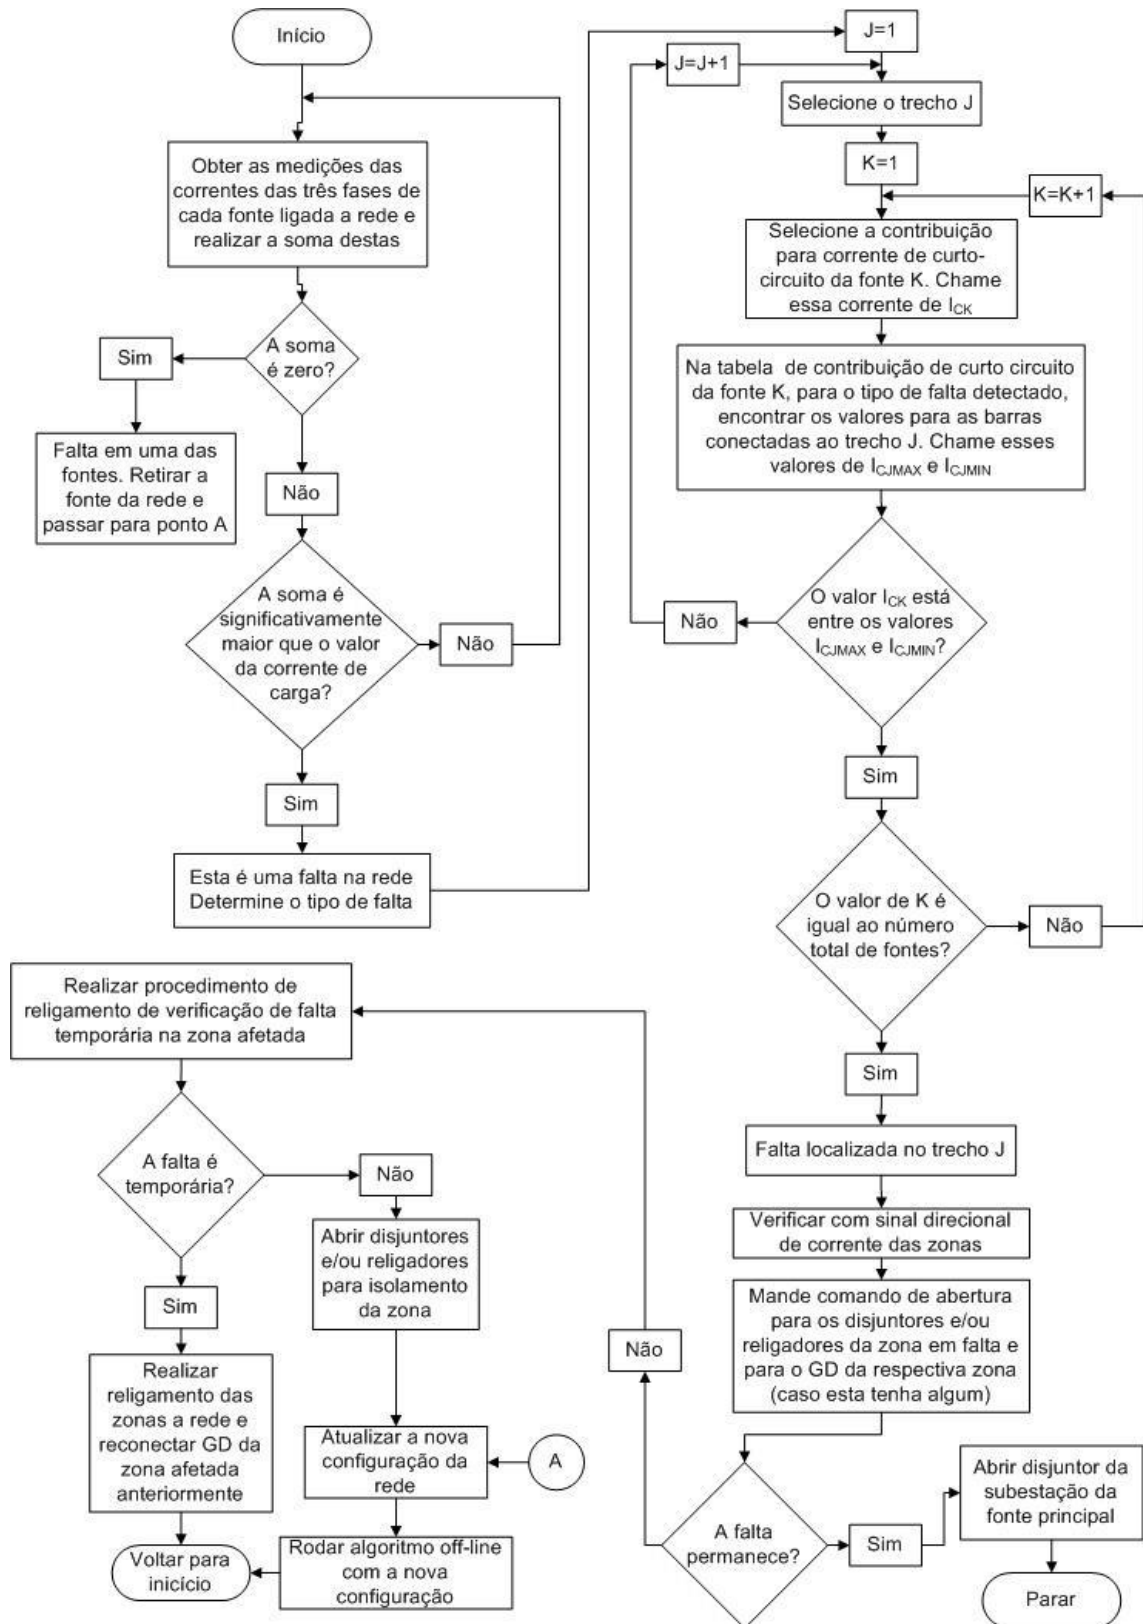 Início
Obter as medições das
correntes das três fases de
cada fonte ligada a rede e
realizar a soma destas
A soma
é zero?
Sim
Falta em uma das
fontes. Retirar a
fonte da rede e
passar para ponto A
Não
A soma é
significativamente
maior que o valor
da corrente de
carga?
Não
Sim
Esta é uma falta na rede
Determine o tipo de falta
J=1
J=J+1
Selecione o trecho J
K=1
K=K+1
Selecione a contribuição
para corrente de curto-
circuito da fonte K. Chame
essa corrente de ICK
Na tabela de contribuição de curto circuito
da fonte K, para o tipo de falta detectado,
encontrar os valores para as barras
conectadas ao trecho J. Chame esses
valores de ICJMAX e ICJMIN
O valor ICK está
entre os valores
ICJMAX e ICJMIN?
Não
Sim
O valor de K é
igual ao número
total de fontes?
Não
Sim
Falta localizada no trecho J
Verificar com sinal direcional
de corrente das zonas
Mande comando de abertura
para os disjuntores e/ou
religadores da zona em falta e
para o GD da respectiva zona
(caso esta tenha algum)
A falta
permanece?
Sim
Abrir disjuntor da
subestação da
fonte principal
Parar
Não
Realizar procedimento de
religamento de verificação de falta
temporária na zona afetada
A falta é
temporária?
Não
Abrir disjuntores
e/ou religadores
para isolamento
da zona
Sim
Realizar
religamento das
zonas a rede e
reconectar GD da
zona afetada
anteriormente
Atualizar a nova
configuração da
rede
A
Rodar algoritmo off-line
com a nova
configuração
Voltar para
inicício